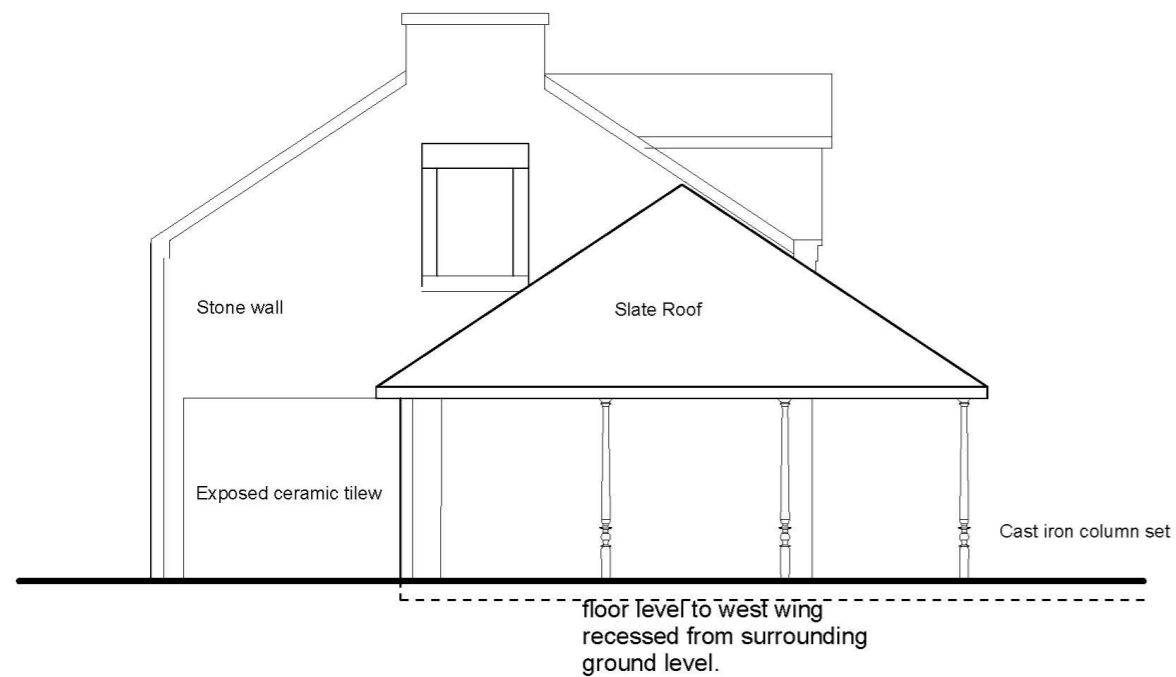 Stone wall
Slate Roof
Exposed ceramic tilew
Cast iron column set
floor level to west wing
recessed from surrounding
ground level.